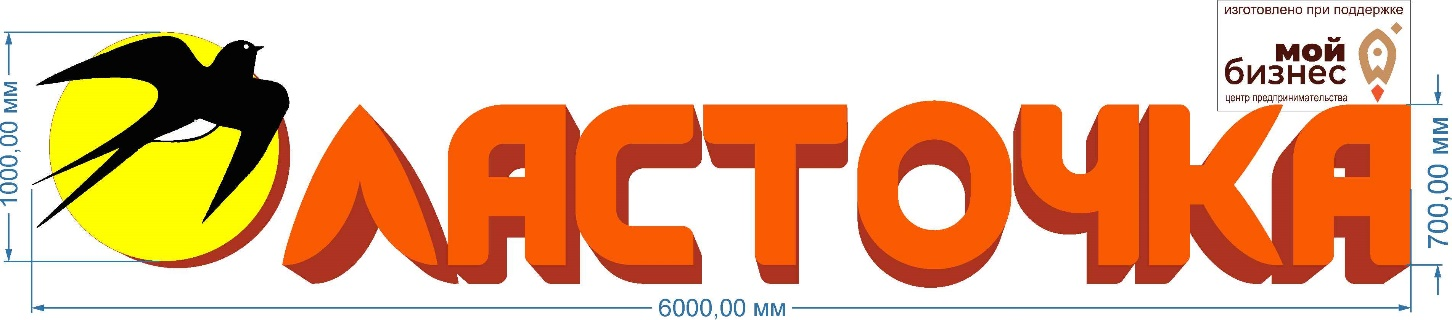 изготовлено при поддержке
мой
бизнес
центр предпринимательства
1000,00 мм
ЛАСТОЧКА
700,00 мм
6000,00 мм